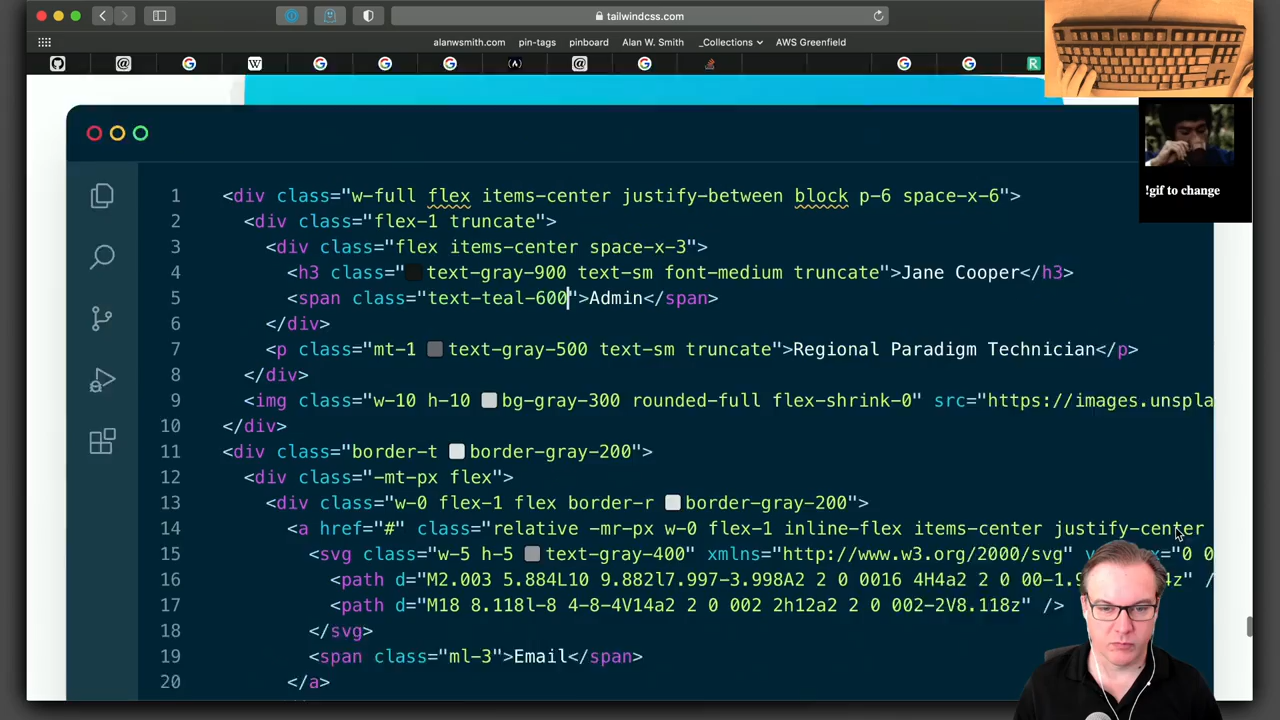 tailwindcss.com
alanwsmith.com pin-tags pinboard Alan W. Smith _Collections AWS Greenfield
!gif to change
1 <div class="w-full flex items-center justify-between block p-6 space-x-6">
2 <div class="flex-1 truncate">
3 <div class="flex items-center space-x-3">
4 <h3 class="text-gray-900 text-sm font-medium truncate">Jane Cooper</h3>
5 <span class="text-teal-600">Admin</span>
6 </div>
7 <p class="mt-1 text-gray-500 text-sm truncate">Regional Paradigm Technician</p>
8 </div>
9 <img class="w-10 h-10 bg-gray-300 rounded-full flex-shrink-0" src="https://images.unspla
10 </div>
11 <div class="border-t border-gray-200">
12 <div class="-mt-px flex">
13 <div class="w-0 flex-1 flex border-r border-gray-200">
14 <a href="#" class="relative -mr-px w-0 flex-1 inline-flex items-center justify-center
15 <svg class="w-5 h-5 text-gray-400" xmlns="http://www.w3.org/2000/svg" "0 0
16 <path d="M2.003 5.884L10 9.882l7.997-3.998A2 2 0 0016 4H4a2 2 0 00-1. 4z" /
17 <path d="M18 8.118l-8 4-8-4V14a2 2 0 002 2h12a2 2 0 002-2V8.118z" />
18 </svg>
19 <span class="ml-3">Email</span>
20 </a>